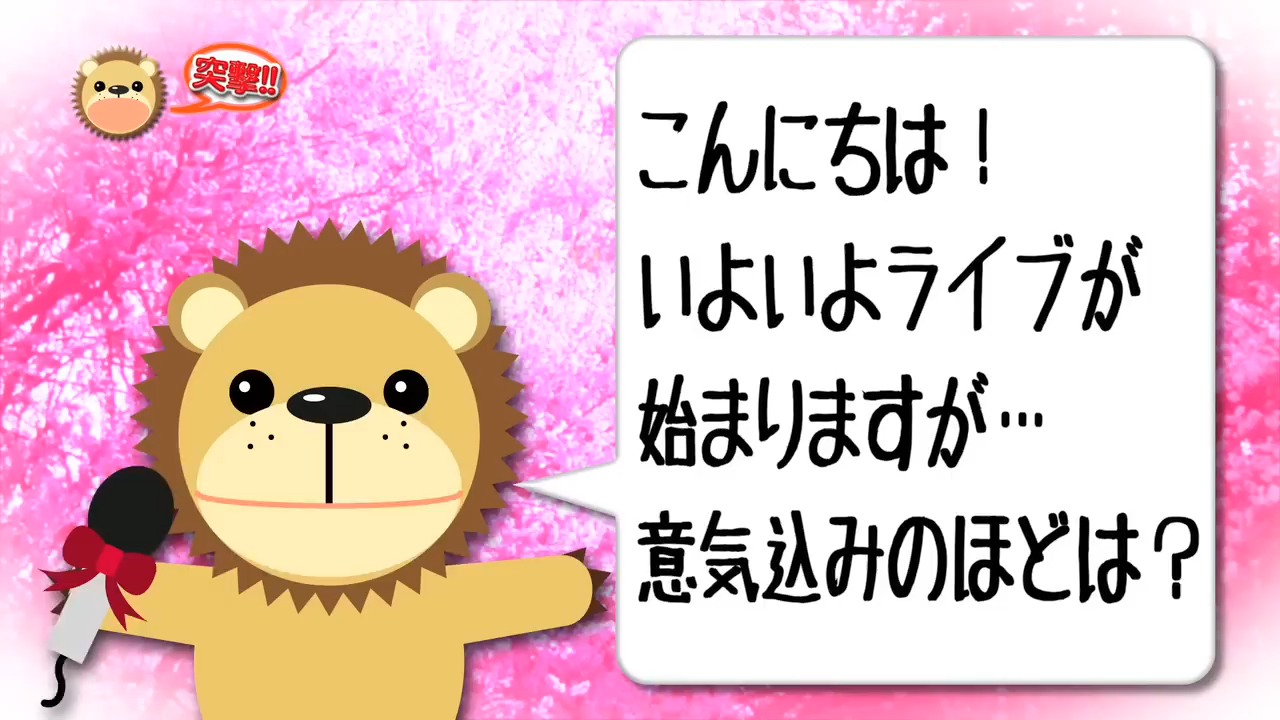 突撃!!
こんにちは！
いよいよライブが
始まりますが…
意気込みのほどは？